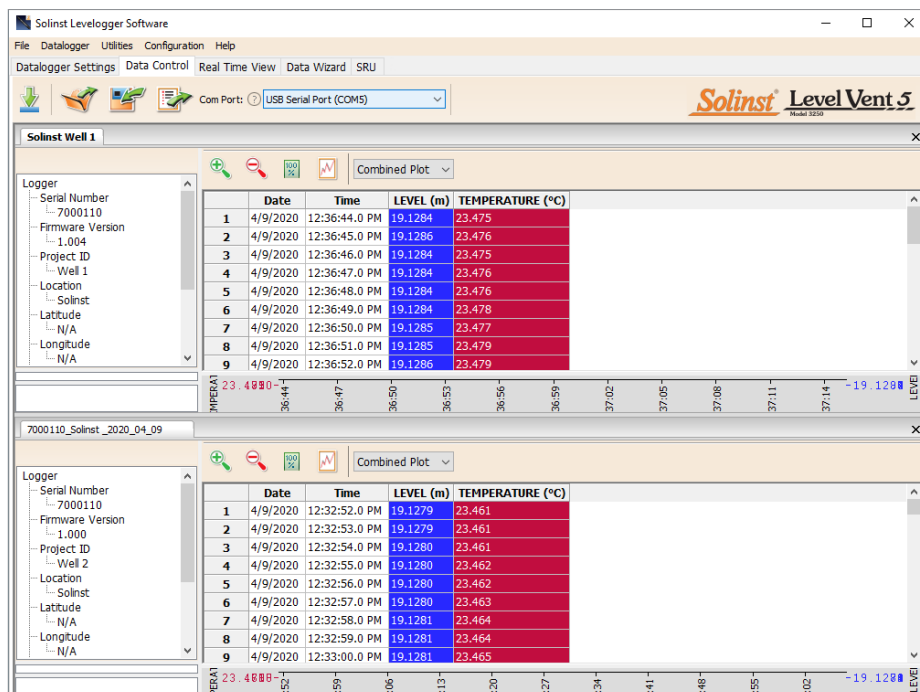 Solinst Levelogger Software
File Datalogger Utilities Configuration Help
Datalogger Settings Data Control Real Time View Data Wizard SRU
Com Port: ? USB Serial Port (COM5)
Solinst® Level Vent 5
Model 3250
Solinst Well 1
Combined Plot
Logger
Serial Number
7000110
Firmware Version
1.004
Project ID
Well 1
Location
Solinst
Latitude
N/A
Longitude
N/A
Date Time LEVEL (m) TEMPERATURE (°C)
1 4/9/2020 12:36:44.0 PM 19.1284 23.475
2 4/9/2020 12:36:45.0 PM 19.1286 23.476
3 4/9/2020 12:36:46.0 PM 19.1284 23.475
4 4/9/2020 12:36:47.0 PM 19.1284 23.476
5 4/9/2020 12:36:48.0 PM 19.1284 23.476
6 4/9/2020 12:36:49.0 PM 19.1284 23.478
7 4/9/2020 12:36:50.0 PM 19.1285 23.477
8 4/9/2020 12:36:51.0 PM 19.1285 23.479
9 4/9/2020 12:36:52.0 PM 19.1286 23.479
36:44 36:47 36:50 36:53 36:56 36:59 37:02 37:05 37:08 37:11 37:14 LEVEL
7000110_Solinst _2020_04_09
Combined Plot
Logger
Serial Number
7000110
Firmware Version
1.000
Project ID
Well 2
Location
Solinst
Latitude
N/A
Longitude
N/A
Date Time LEVEL (m) TEMPERATURE (°C)
1 4/9/2020 12:32:52.0 PM 19.1279 23.461
2 4/9/2020 12:32:53.0 PM 19.1279 23.461
3 4/9/2020 12:32:54.0 PM 19.1280 23.461
4 4/9/2020 12:32:55.0 PM 19.1280 23.462
5 4/9/2020 12:32:56.0 PM 19.1280 23.462
6 4/9/2020 12:32:57.0 PM 19.1280 23.463
7 4/9/2020 12:32:58.0 PM 19.1281 23.464
8 4/9/2020 12:32:59.0 PM 19.1281 23.464
9 4/9/2020 12:33:00.0 PM 19.1281 23.465